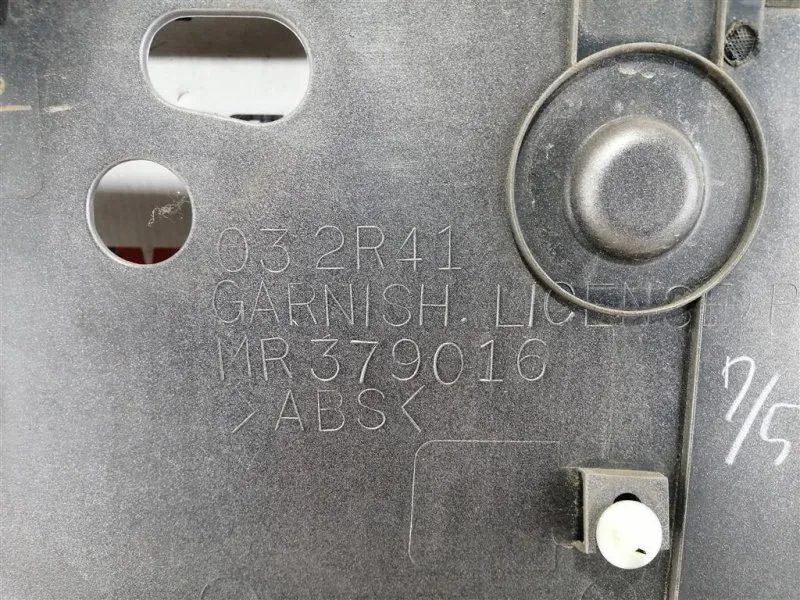 03 2R41
GARNISH. LICENSE P
MR379016
>ABS<
7/5